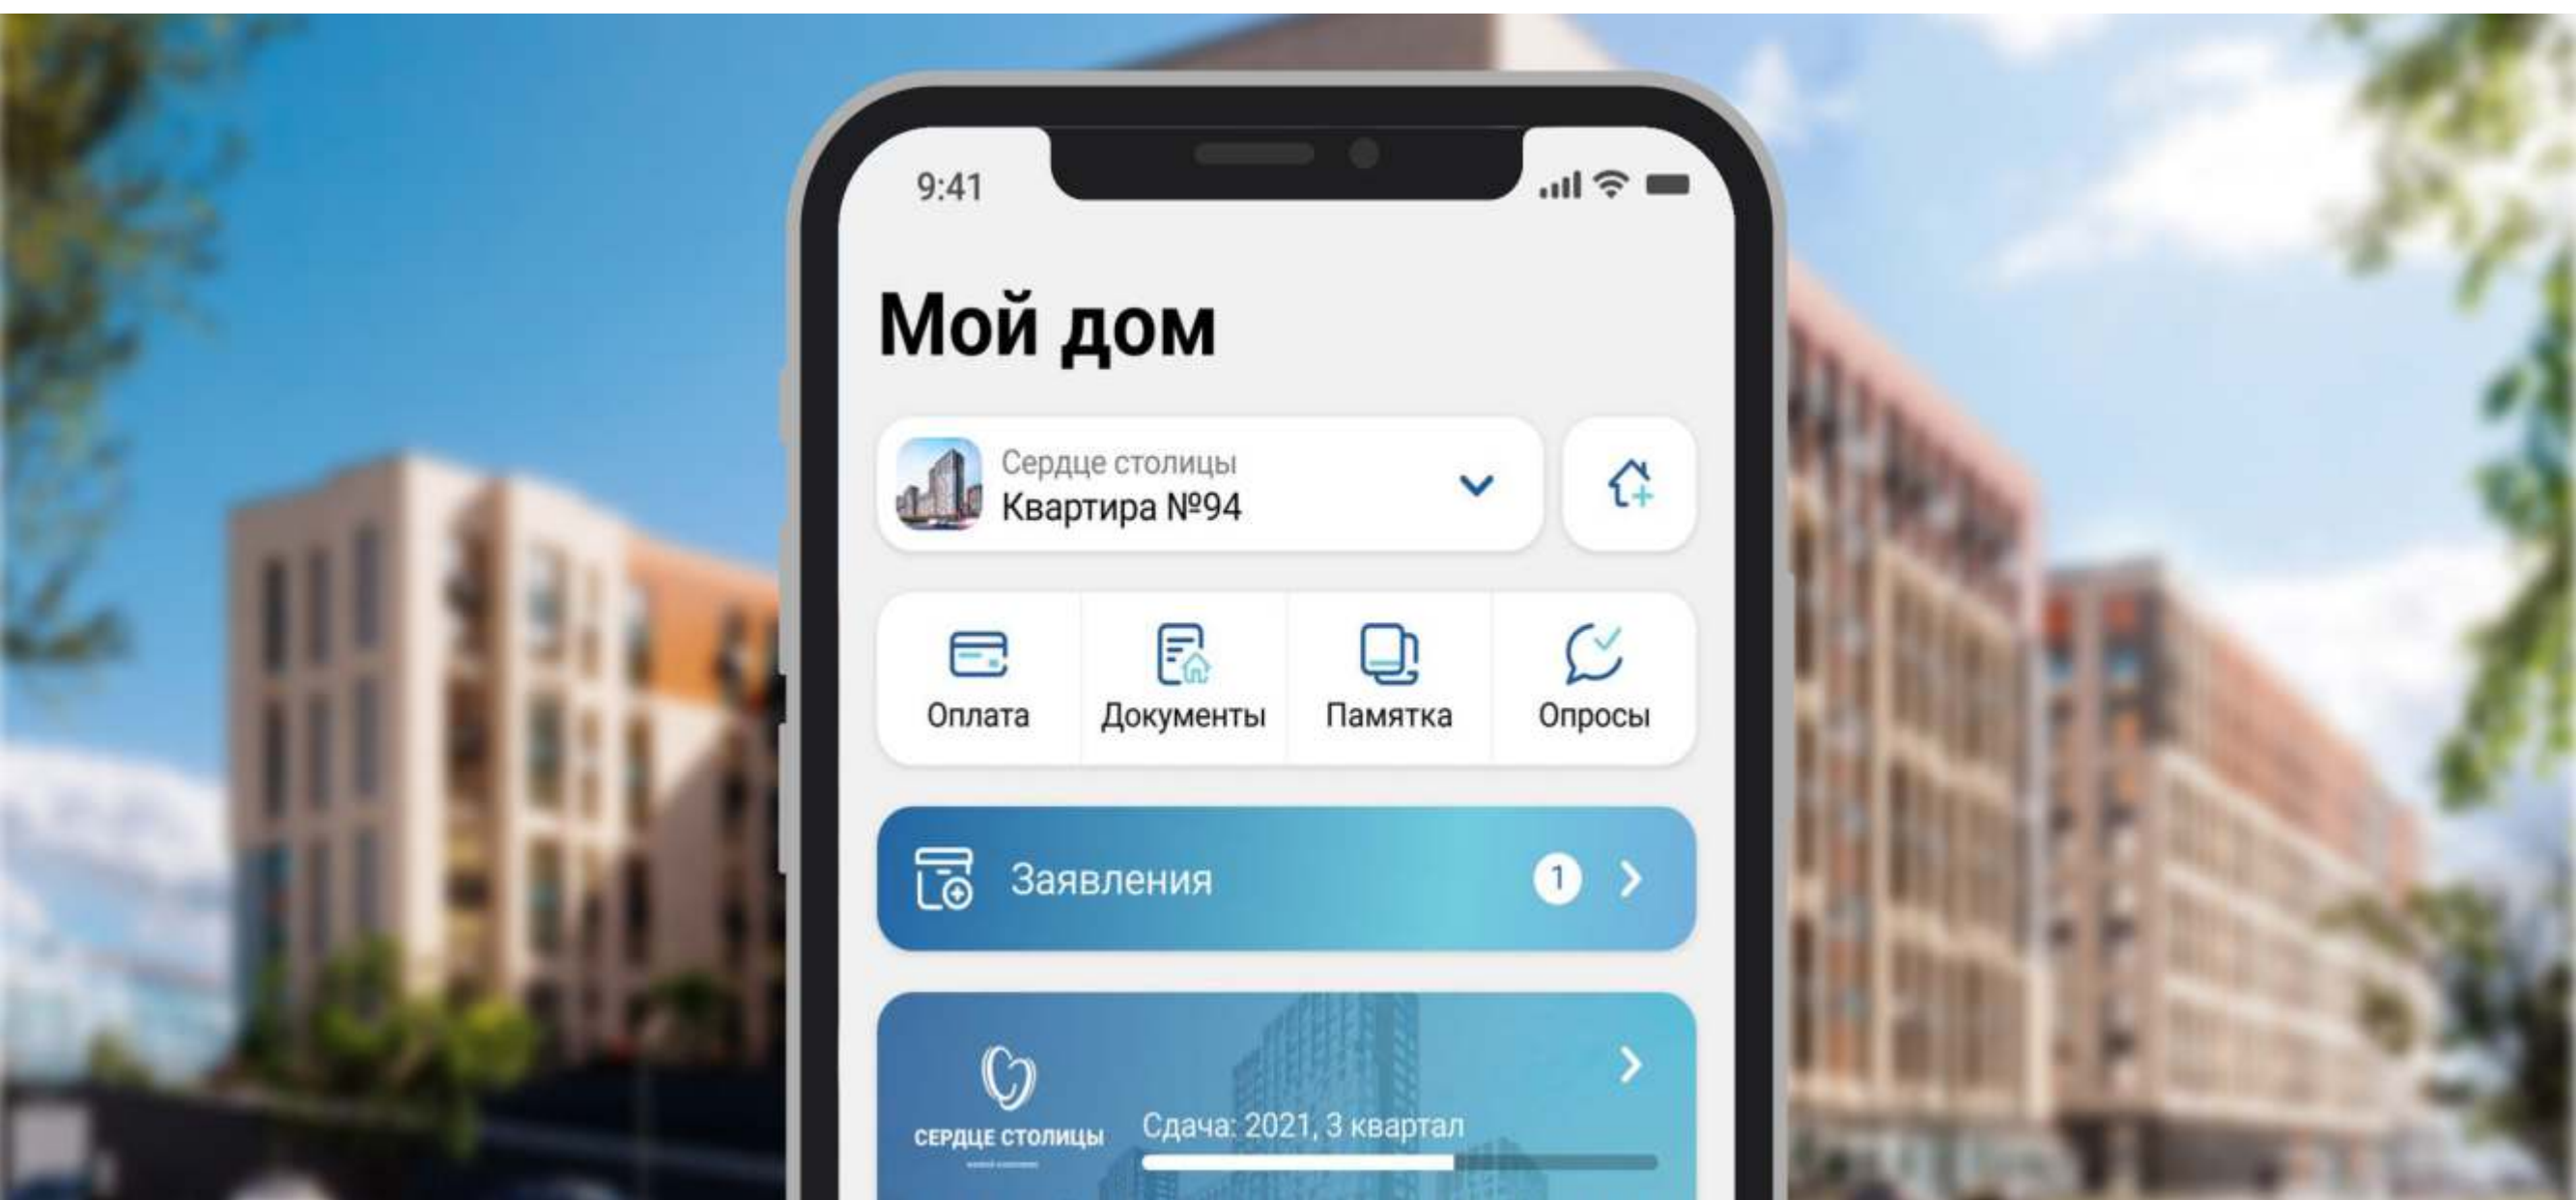 9:41
Мой дом
Сердце столицы
Квартира №94
Оплата
Документы
Памятка
Опросы
Заявления
1
СЕРДЦЕ СТОЛИЦЫ
Сдача: 2021, 3 квартал